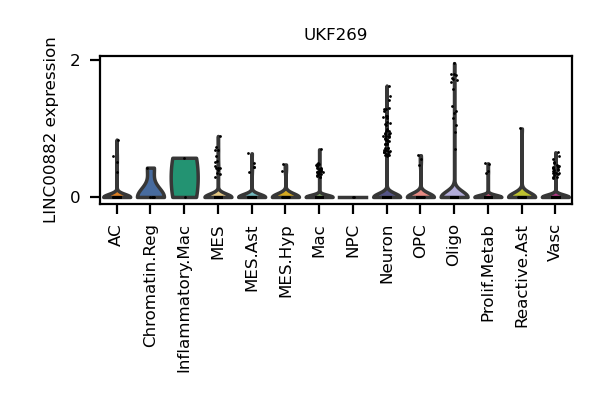 UKF269
LINC00882 expression
2
0
AC
Chromatin.Reg
Inflammatory.Mac
MES
MES.Ast
MES.Hyp
Mac
NPC
Neuron
OPC
Oligo
Prolif.Metab
Reactive.Ast
Vasc